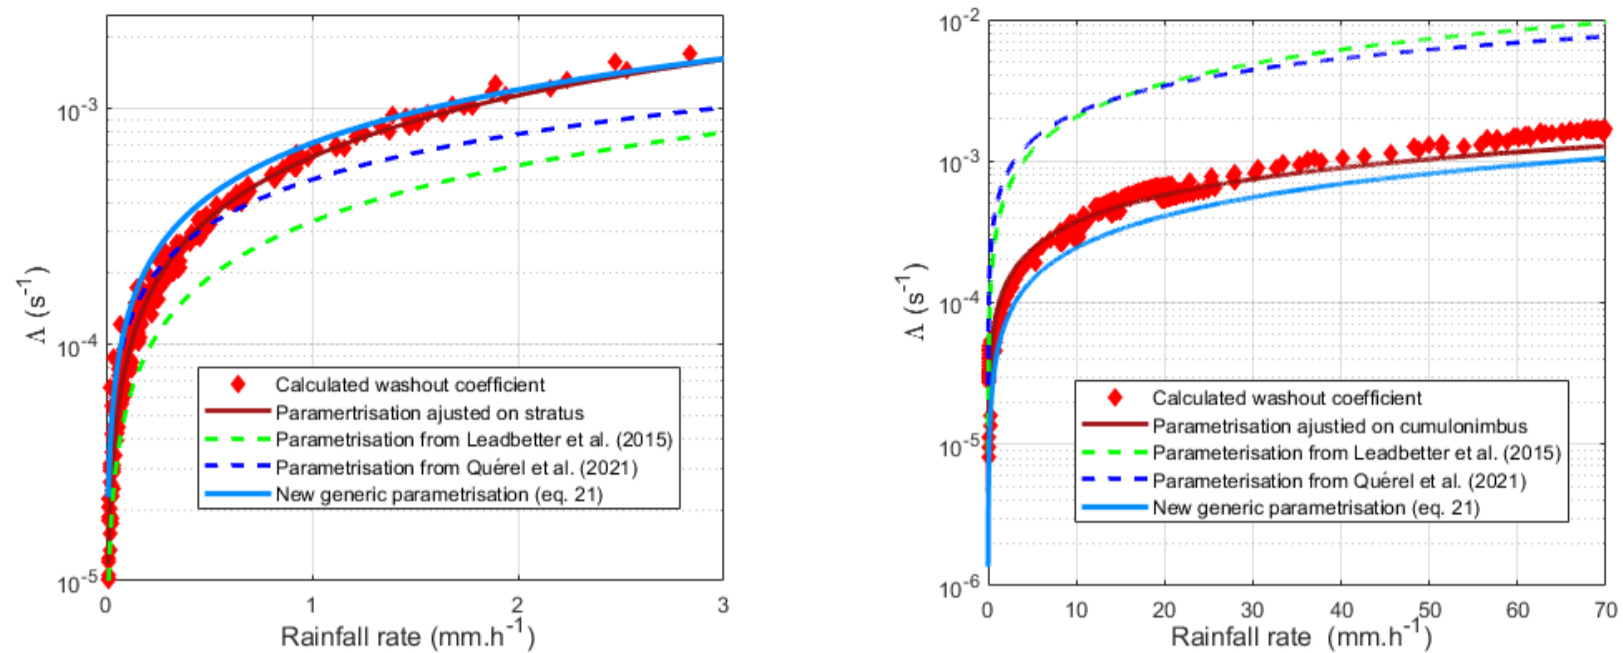 10-3
10-4
10-5
Λ (s-1)
Calculated washout coefficient
Paramertrisation ajusted on stratus
Parametrisation from Leadbetter et al. (2015)
Parametrisation from Quérel et al. (2021)
New generic parametrisation (eq. 21)
0 1 2 3
Rainfall rate (mm.h-1)
10-2
10-3
10-4
10-5
10-6
Λ (s-1)
Calculated washout coefficient
Parametrisation ajustied on cumulonimbus
Parameterisation from Leadbetter et al. (2015)
Parameterisation from Quérel et al. (2021)
New generic parametrisation (eq. 21)
0 10 20 30 40 50 60 70
Rainfall rate (mm.h-1)